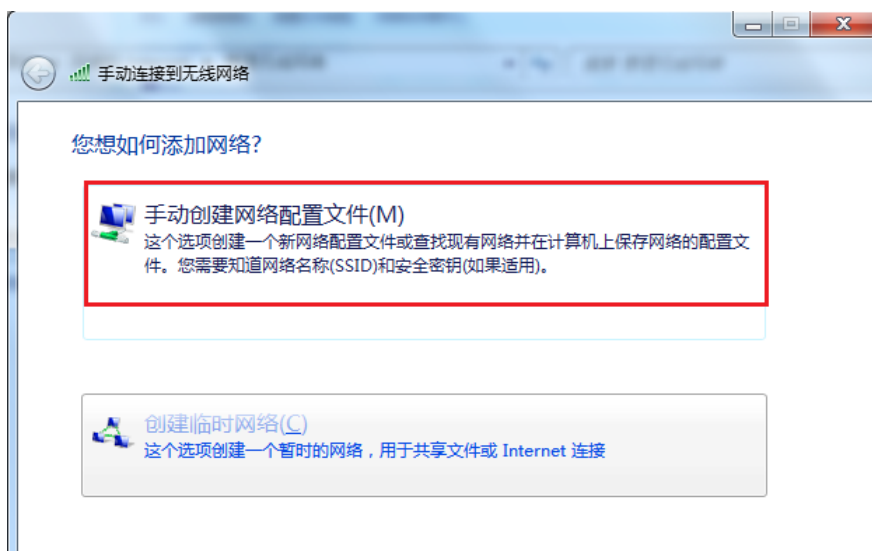 手动连接到无线网络
您想如何添加网络?
手动创建网络配置文件(M)
这个选项创建一个新网络配置文件或查找现有网络并在计算机上保存网络的配置文
件。您需要知道网络名称(SSID)和安全密钥(如果适用)。
创建临时网络(C)
这个选项创建一个暂时的网络，用于共享文件或 Internet 连接